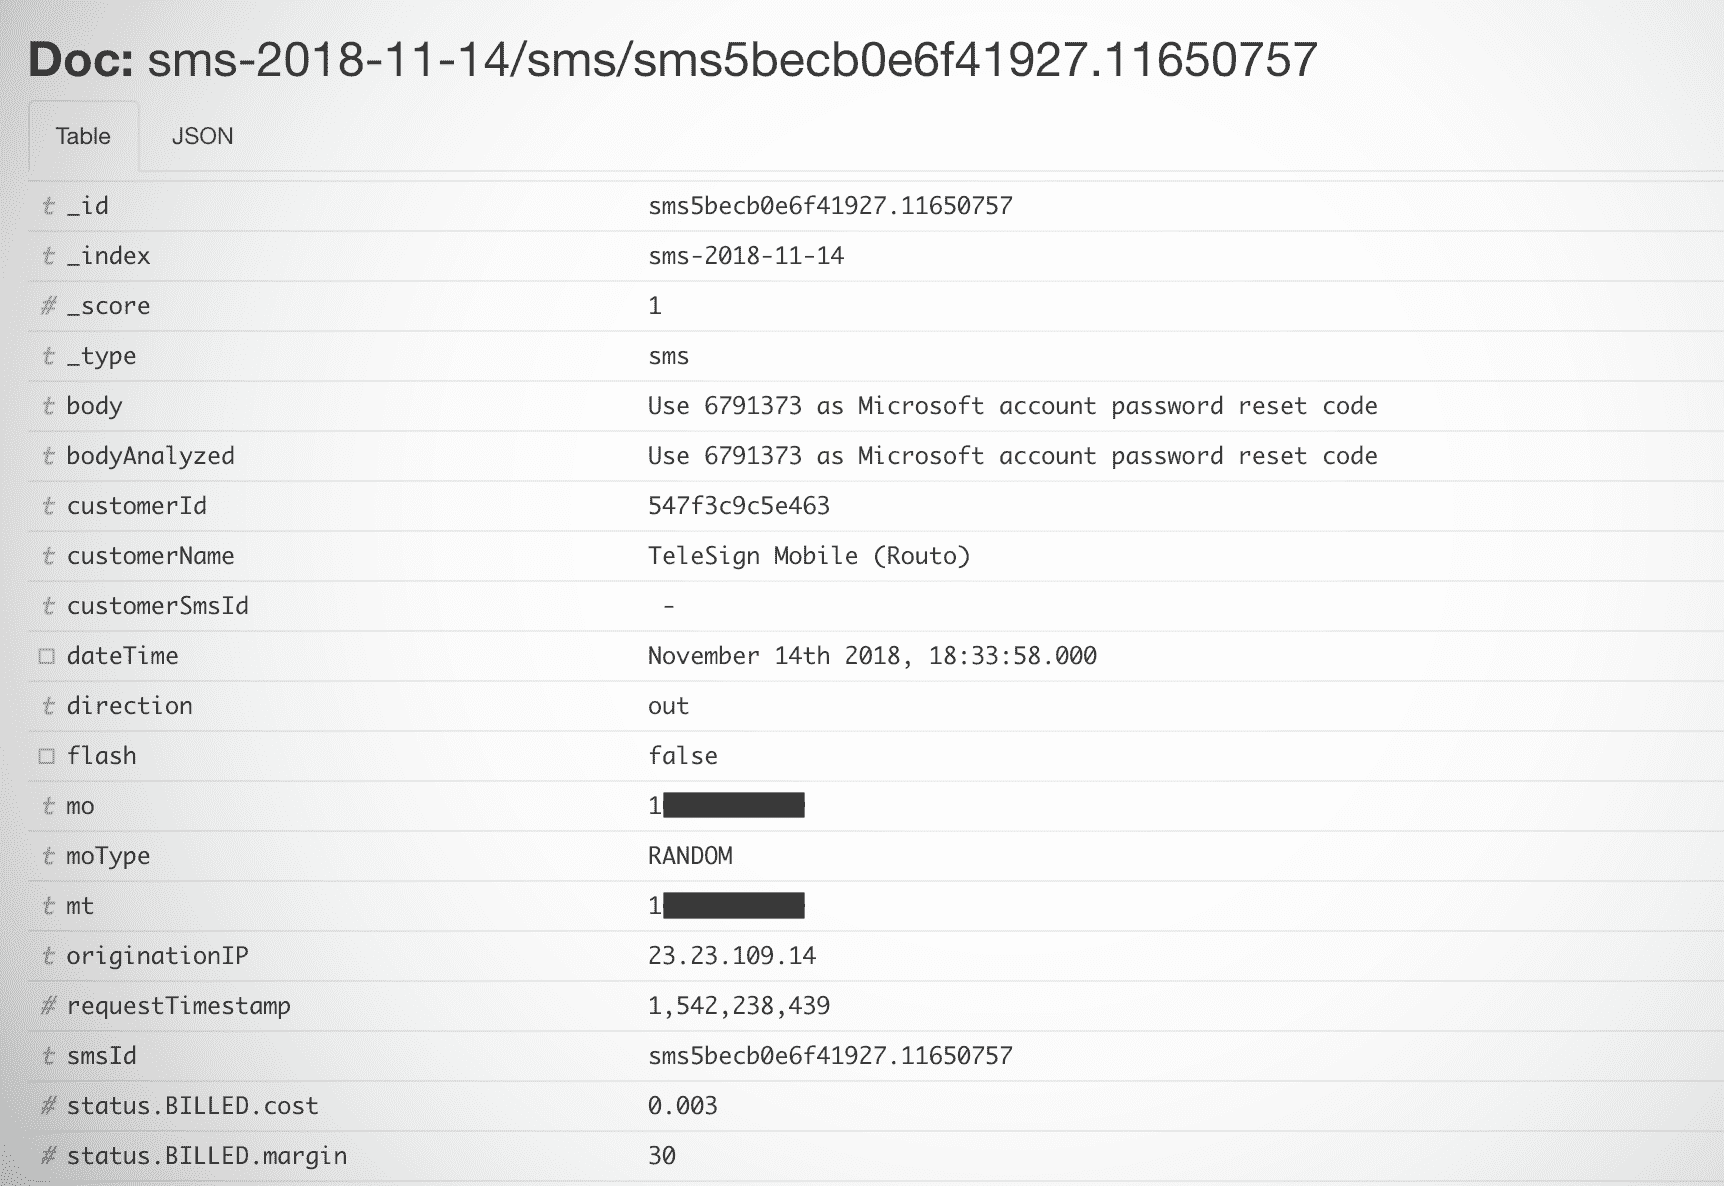 Doc: sms-2018-11-14/sms/sms5becb0e6f41927.11650757
Table JSON
t _id sms5becb0e6f41927.11650757
t _index sms-2018-11-14
# _score 1
t _type sms
t body Use 6791373 as Microsoft account password reset code
t bodyAnalyzed Use 6791373 as Microsoft account password reset code
t customerId 547f3c9c5e463
t customerName TeleSign Mobile (Routo)
t customerSmsId -
dateTime November 14th 2018, 18:33:58.000
t direction out
flash false
t mo 1
t moType RANDOM
t mt 1
t originationIP 23.23.109.14
# requestTimestamp 1,542,238,439
t smsId sms5becb0e6f41927.11650757
# status.BILLED.cost 0.003
# status.BILLED.margin 30